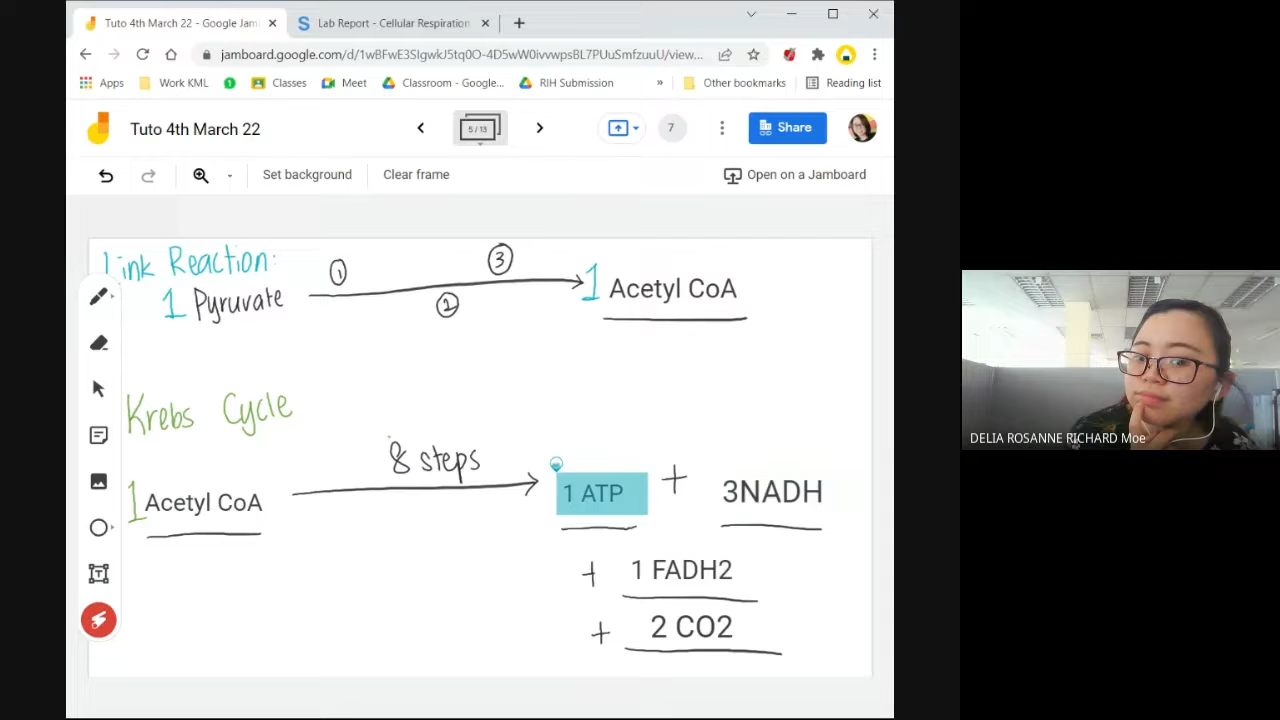 Tuto 4th March 22 - Google Jam
Lab Report - Cellular Respiration
jamboard.google.com/d/1wBFwE3SIgwkJ5tq0O-4D5wW0ivvwpsBL7PUuSmfzuuU/view...
Apps Work KML 1 Classes Meet Classroom - Google... RIH Submission » Other bookmarks Reading list
Tuto 4th March 22
5 / 13
7
Share
Set background Clear frame
Open on a Jamboard
Link Reaction:
1 Pyruvate ① ② ③ 1 Acetyl CoA
Krebs Cycle
1 Acetyl CoA 8 steps 1 ATP + 3NADH
+ 1 FADH2
+ 2 CO2
DELIA ROSANNE RICHARD Moe